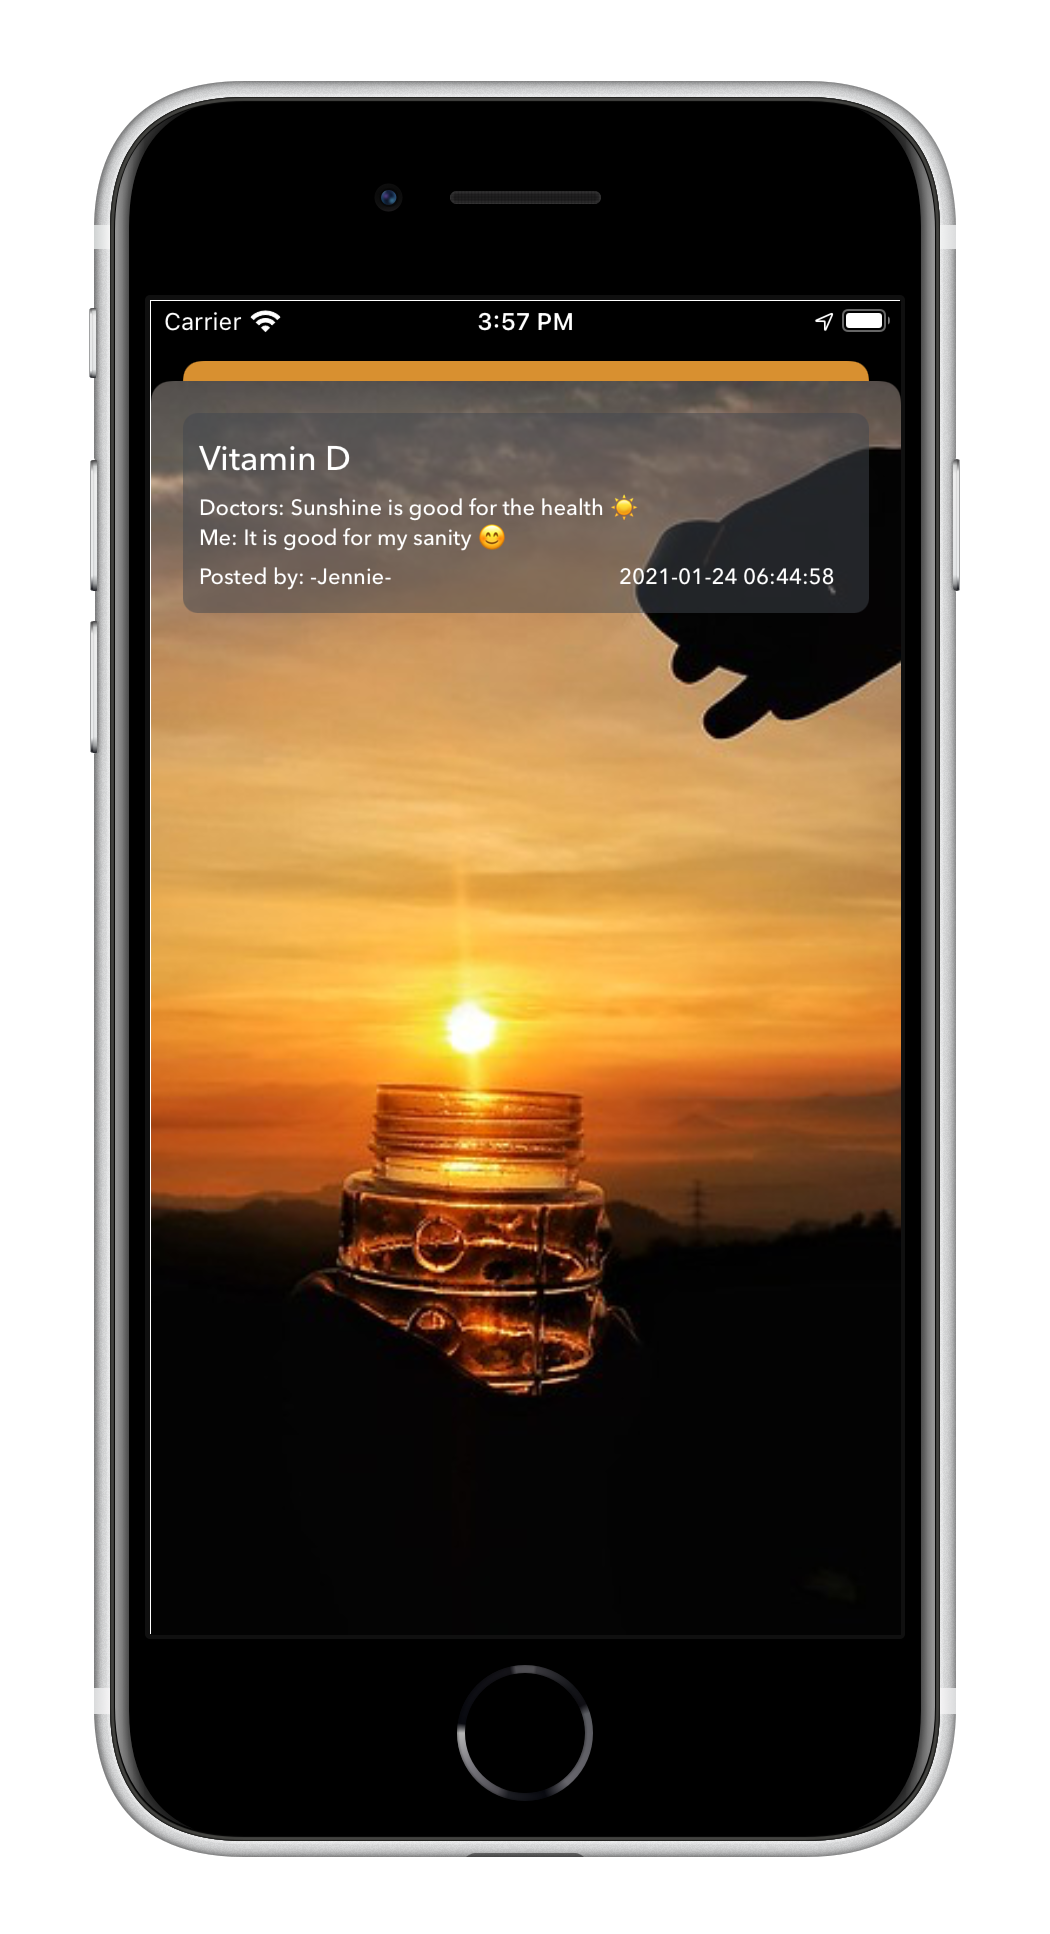 Carrier 3:57 PM
Vitamin D
Doctors: Sunshine is good for the health ☀️
Me: It is good for my sanity 😊
Posted by: -Jennie- 2021-01-24 06:44:58